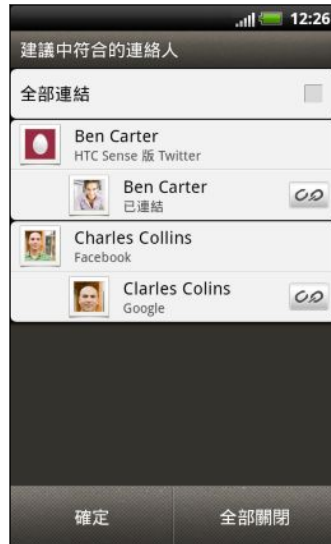 12:26
建議中符合的連絡人
全部連結
Ben Carter
HTC Sense 版 Twitter
Ben Carter
已連結
Charles Collins
Facebook
Clarles Colins
Google
確定
全部關閉